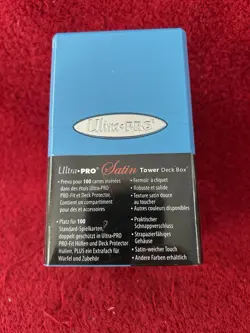 Ultra•PRO®
Ultra•PRO® Satin Tower Deck Box™
• Prévu pour 100 cartes insérées
dans des étuis Ultra-PRO
PRO-Fit et Deck Protector.
Contient un compartiment
pour dés et accessoires
• Fermoir à cliquet
• Robuste et solide
• Texture satin douce
au toucher
• Autres couleurs disponibles
• Platz für 100
Standard-Spielkarten,
doppelt geschützt in Ultra•PRO
PRO-Fit Hüllen und Deck Protector
Hüllen, PLUS ein Extrafach für
Würfel und Zubehör
• Praktischer
Schnappverschluss
• Strapazierfähiges
Gehäuse
• Satin-weicher Touch
• Andere Farben erhältlich